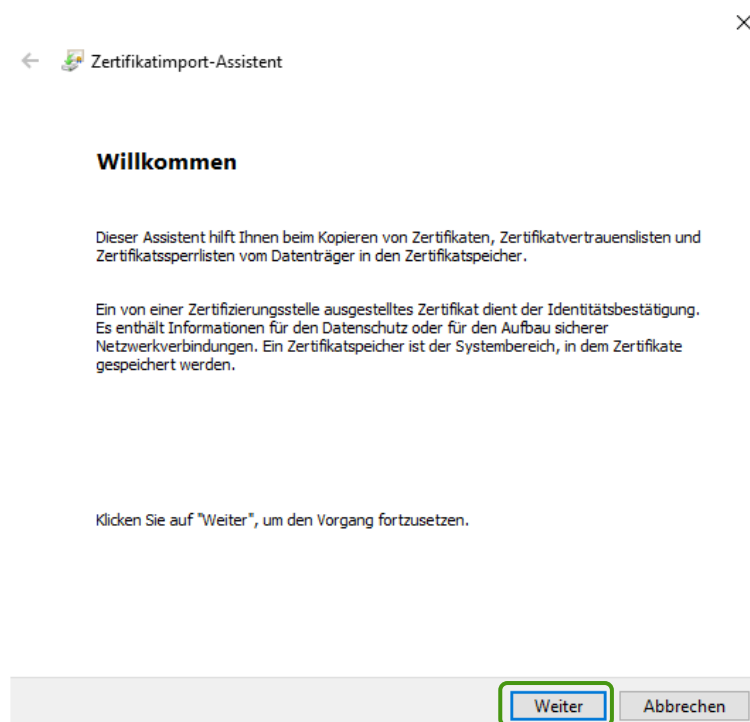 Zertifikatimport-Assistent
Willkommen
Dieser Assistent hilft Ihnen beim Kopieren von Zertifikaten, Zertifikatvertrauenslisten und
Zertifikatssperrlisten vom Datenträger in den Zertifikatspeicher.
Ein von einer Zertifizierungsstelle ausgestelltes Zertifikat dient der Identitätsbestätigung.
Es enthält Informationen für den Datenschutz oder für den Aufbau sicherer
Netzwerkverbindungen. Ein Zertifikatspeicher ist der Systembereich, in dem Zertifikate
gespeichert werden.
Klicken Sie auf "Weiter", um den Vorgang fortzusetzen.
Weiter
Abbrechen